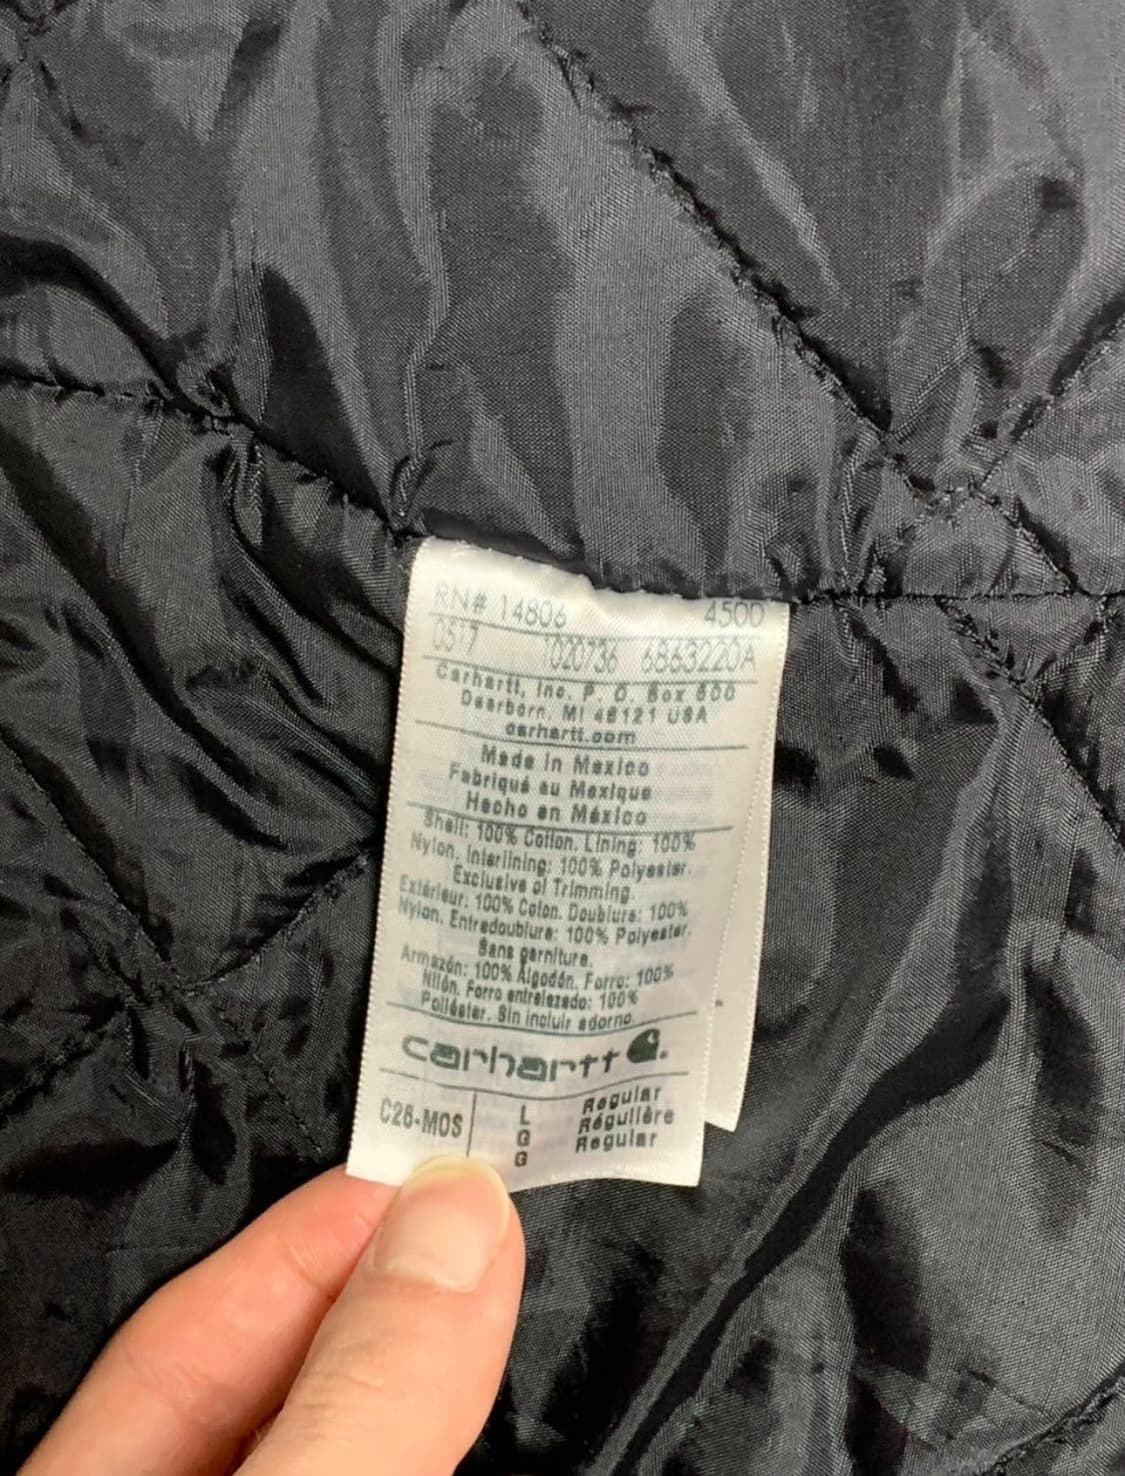 RN# 14806 450D
0517 1020736 6863220A
Carhartt, Inc. P. O. Box 600
Dearborn, MI 48121 USA
carhartt.com
Made in Mexico
Fabriqué au Mexique
Hecho en México
Shell: 100% Cotton. Lining: 100%
Nylon. Interlining: 100% Polyester.
Exclusive of Trimming.
Extérieur: 100% Coton. Doublure: 100%
Nylon. Entredoublure: 100% Polyester.
Sans garniture.
Armazón: 100% Algodón. Forro: 100%
Nilón. Forro entrelazado: 100%
Poliéster. Sin incluir adorno.
carhartt
C26-MOS L Regular
G Régulière
G Regular